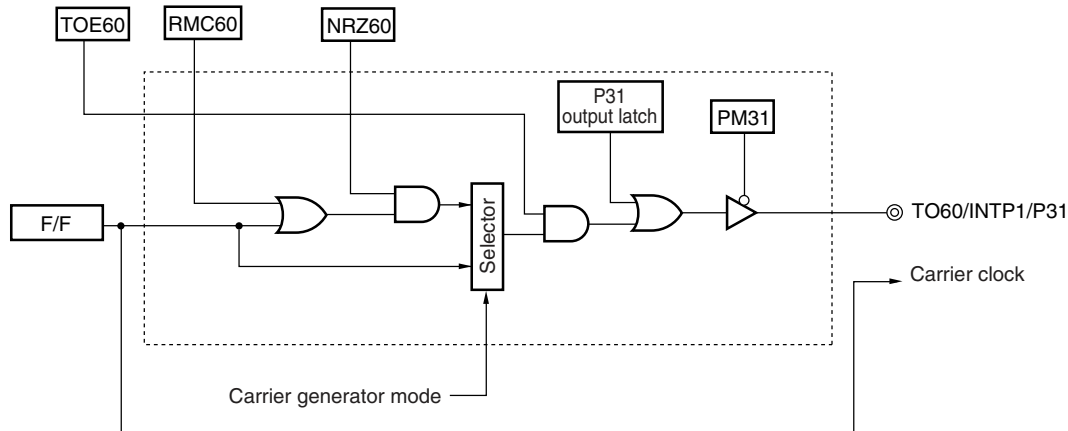 TOE60
RMC60
NRZ60
P31
output latch
PM31
F/F
Selector
TO60/INTP1/P31
Carrier clock
Carrier generator mode